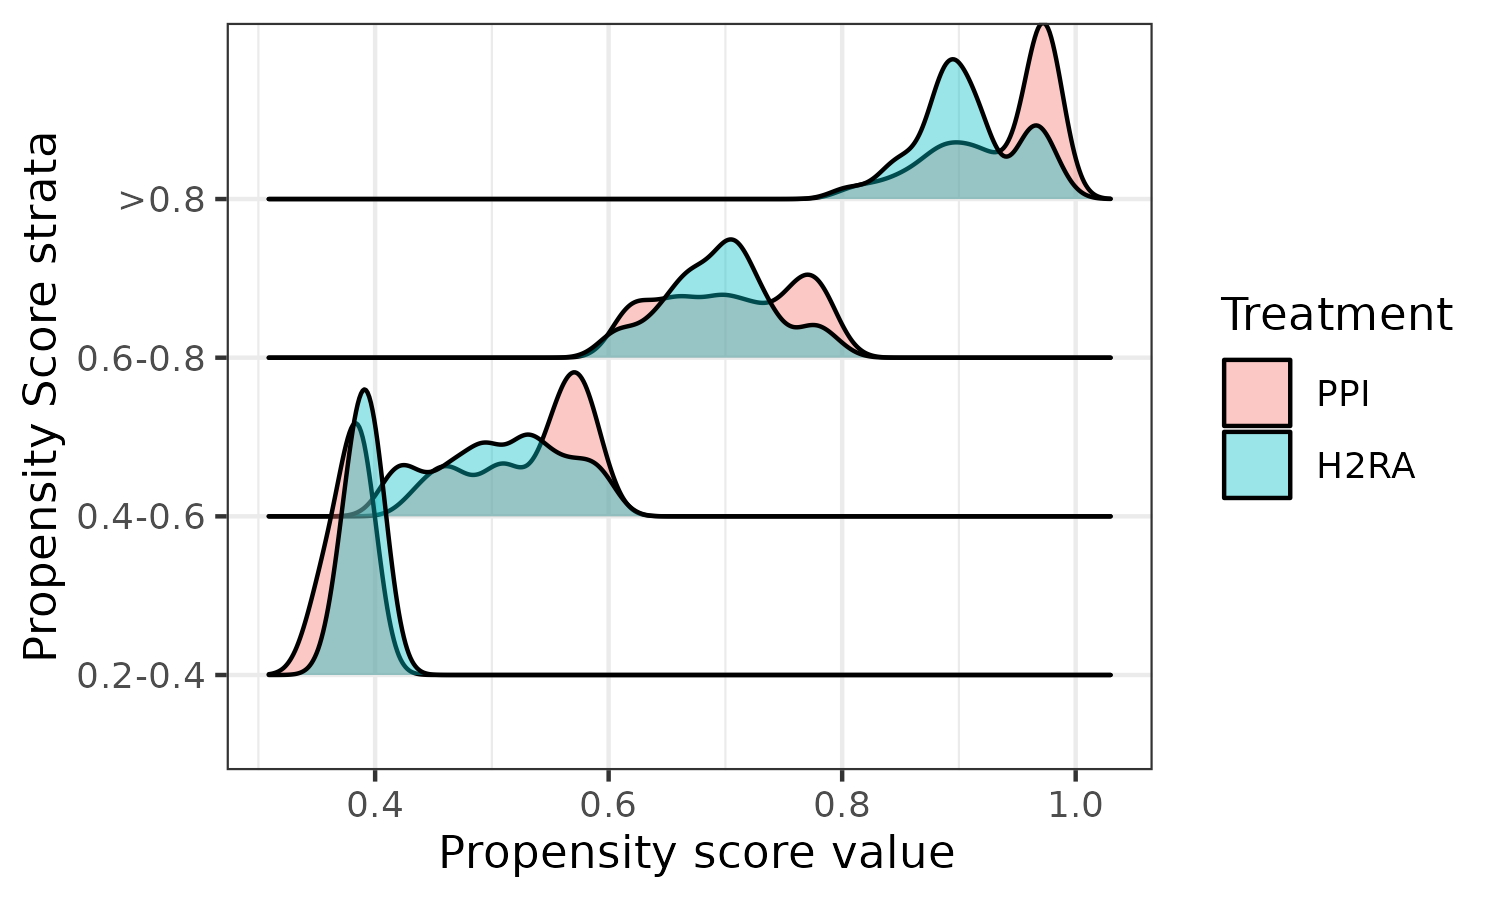 Propensity Score strata
>0.8
0.6-0.8
0.4-0.6
0.2-0.4
0.4 0.6 0.8 1.0
Propensity score value
Treatment
PPI
H2RA